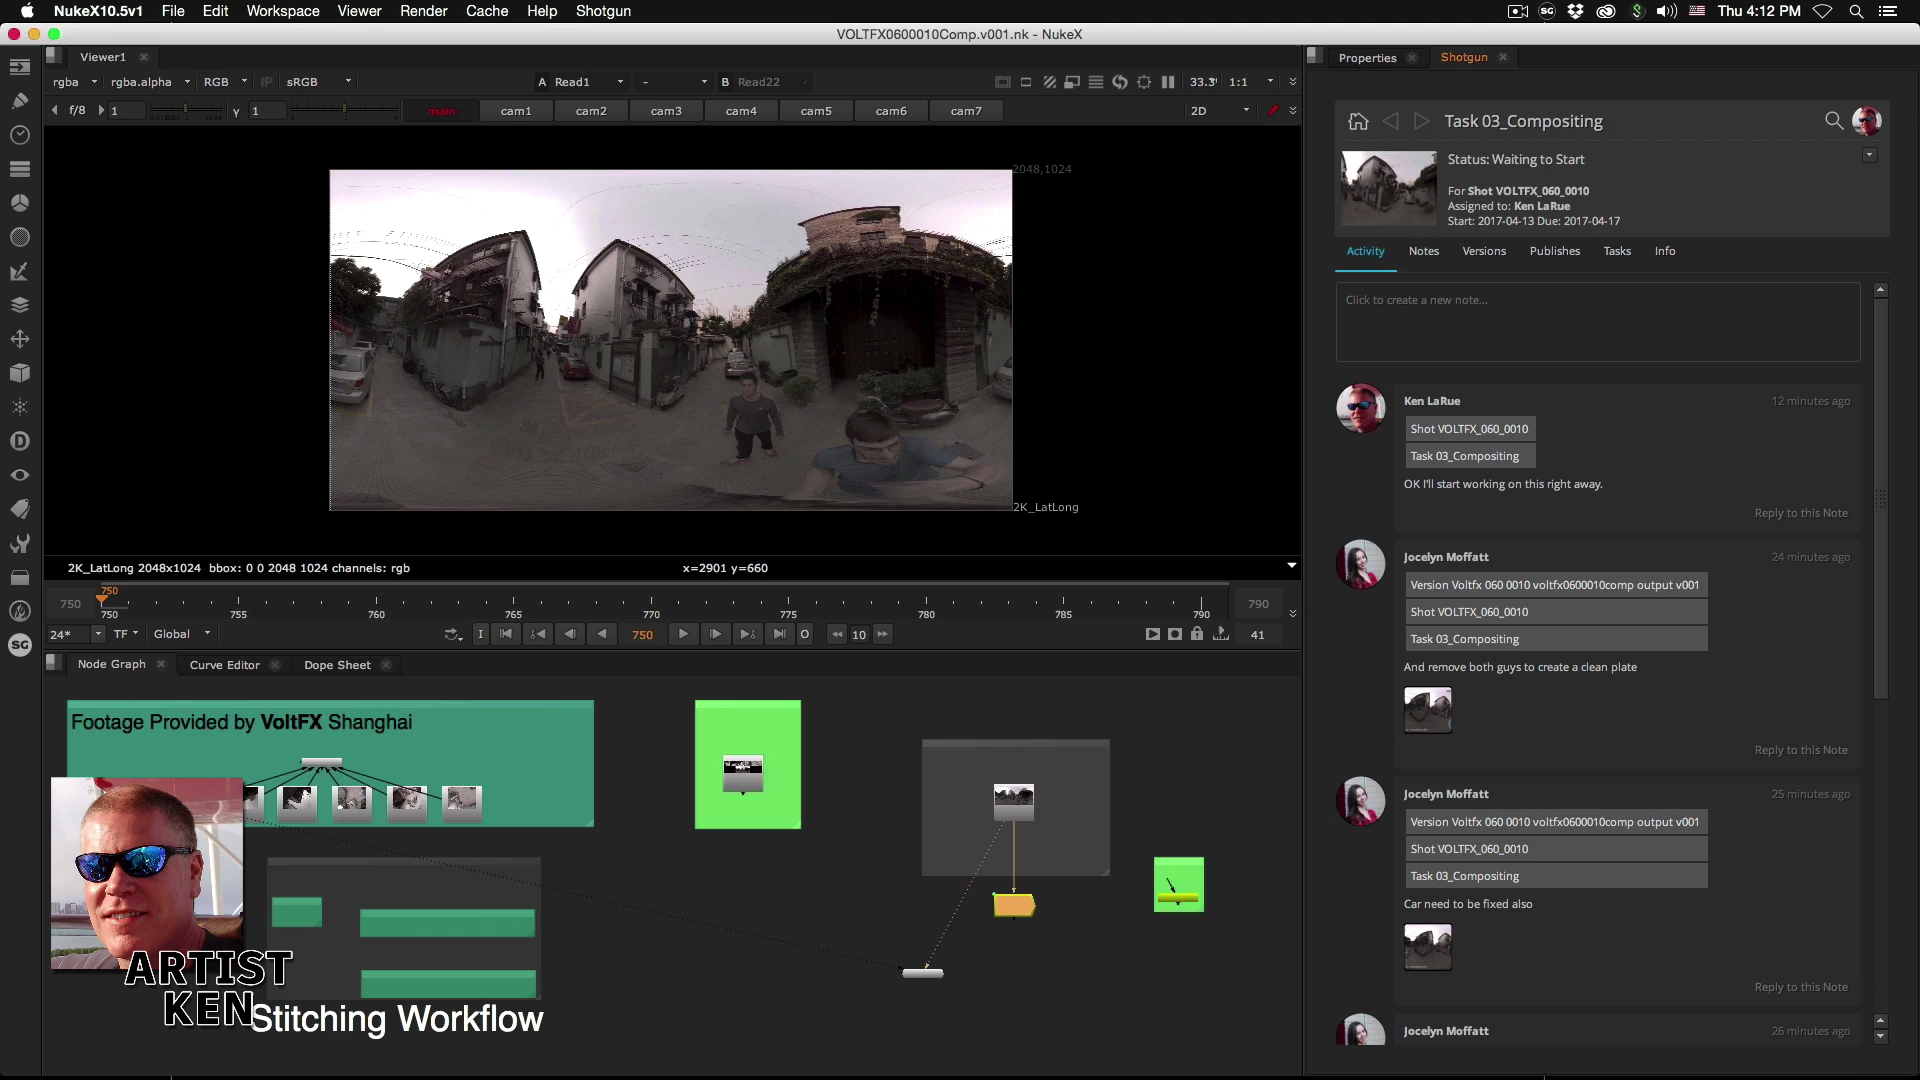 NukeX10.5v1 File Edit Workspace Viewer Render Cache Help Shotgun
Thu 4:12 PM
VOLTFX0600010Comp.v001.nk - NukeX
Viewer1
rgba rgba.alpha RGB IP sRGB A Read1 - B Read22 33.3 1:1
f/8 1 γ 1 main cam1 cam2 cam3 cam4 cam5 cam6 cam7 2D
2048,1024
2K_LatLong
2K_LatLong 2048x1024 bbox: 0 0 2048 1024 channels: rgb x=2901 y=660
750
750 790
750 755 760 765 770 775 780 785 790
24* TF Global I 750 O 10 41
Node Graph Curve Editor Dope Sheet
Footage Provided by VoltFX Shanghai
ARTIST
KEN
Stitching Workflow
Properties Shotgun
Task 03_Compositing
Status: Waiting to Start
For Shot VOLTFX_060_0010
Assigned to: Ken LaRue
Start: 2017-04-13 Due: 2017-04-17
Activity Notes Versions Publishes Tasks Info
Click to create a new note...
Ken LaRue 12 minutes ago
Shot VOLTFX_060_0010
Task 03_Compositing
OK I'll start working on this right away.
Reply to this Note
Jocelyn Moffatt 24 minutes ago
Version Voltfx 060 0010 voltfx0600010comp output v001
Shot VOLTFX_060_0010
Task 03_Compositing
And remove both guys to create a clean plate
Reply to this Note
Jocelyn Moffatt 25 minutes ago
Version Voltfx 060 0010 voltfx0600010comp output v001
Shot VOLTFX_060_0010
Task 03_Compositing
Car need to be fixed also
Reply to this Note
Jocelyn Moffatt 26 minutes ago
SG
D
SG